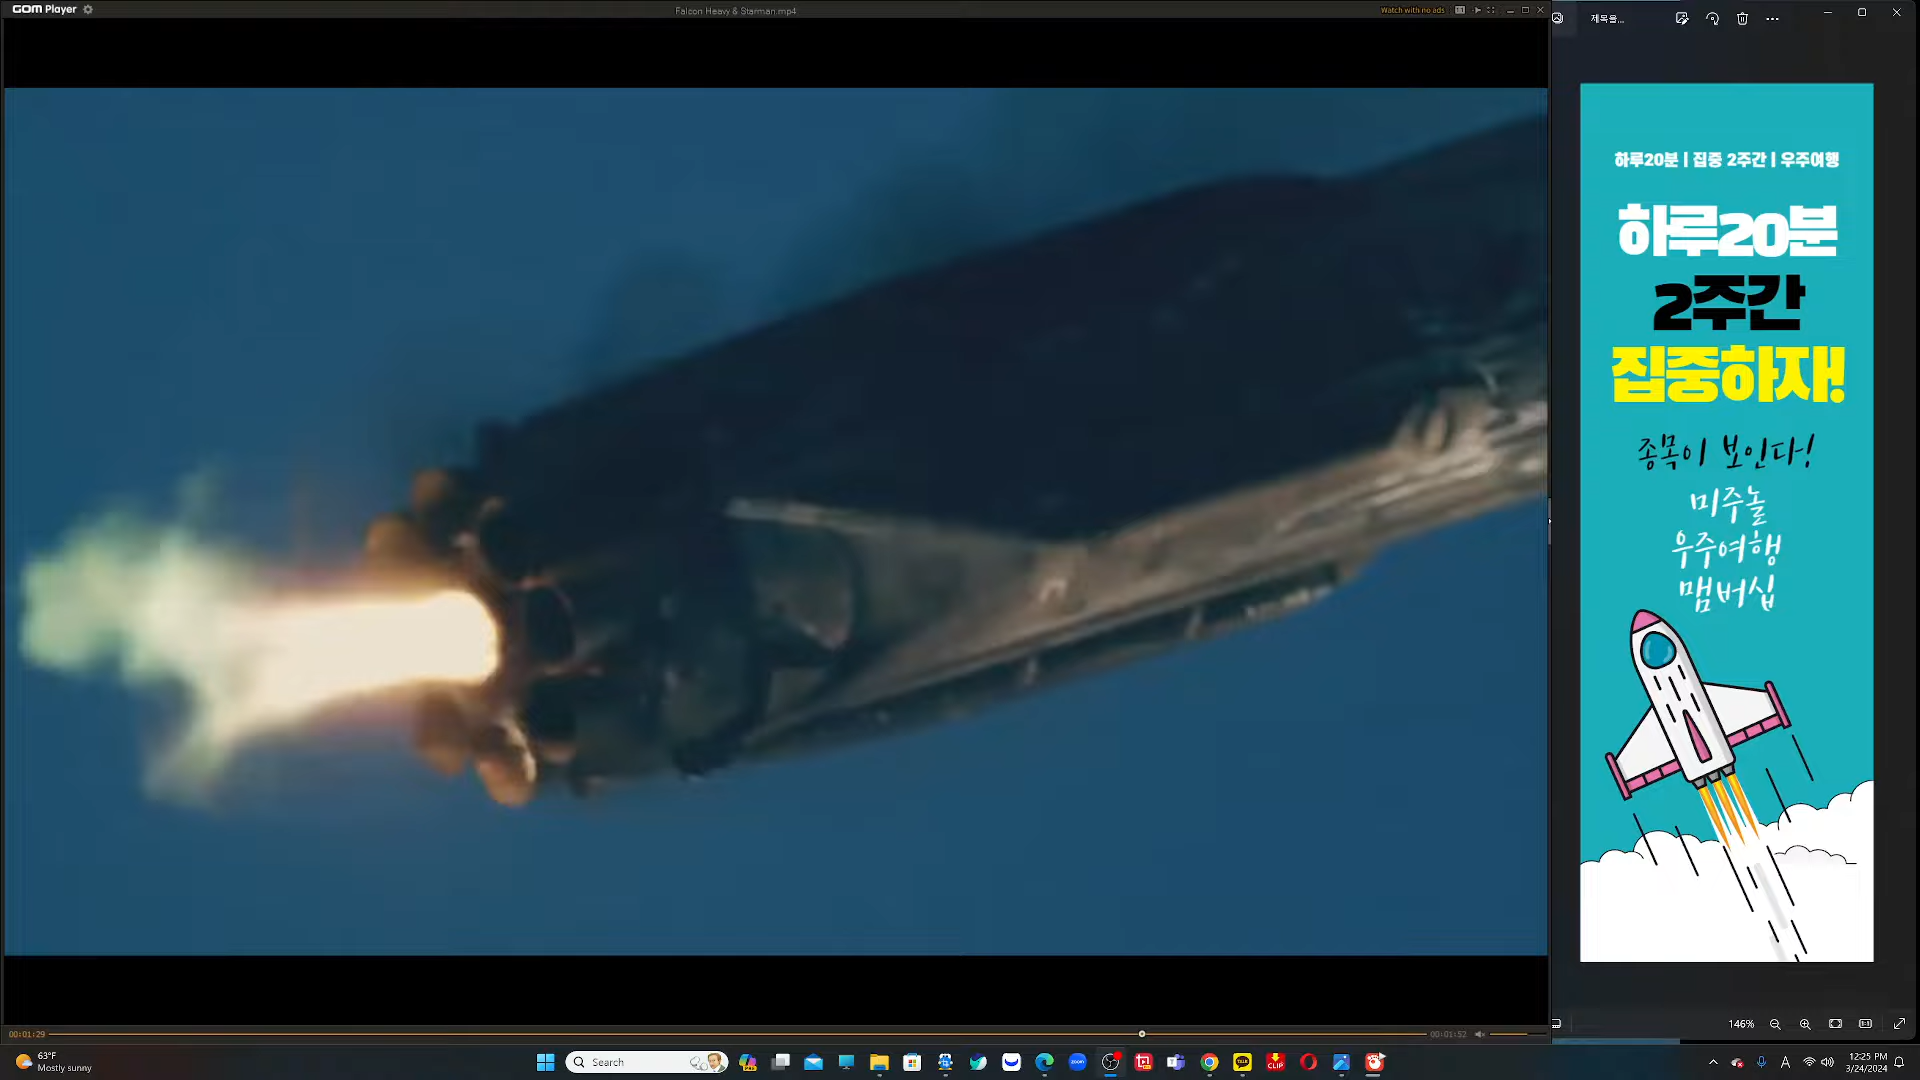 GOM Player
Falcon Heavy & Starman.mp4
Watch with no ads
제목을...
하루20분 | 집중 2주간 | 우주여행
하루20분
2주간
집중하자!
종목이 보인다!
미주놀
우주여행
맴버십
00:01:29
00:01:52
146%
63°F
Mostly sunny
Search
CLIP
A
12:25 PM
3/24/2024